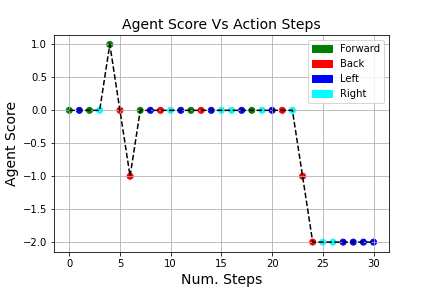 Agent Score Vs Action Steps
1.0
0.5
0.0
−0.5
−1.0
−1.5
−2.0
Agent Score
Forward
Back
Left
Right
0 5 10 15 20 25 30
Num. Steps